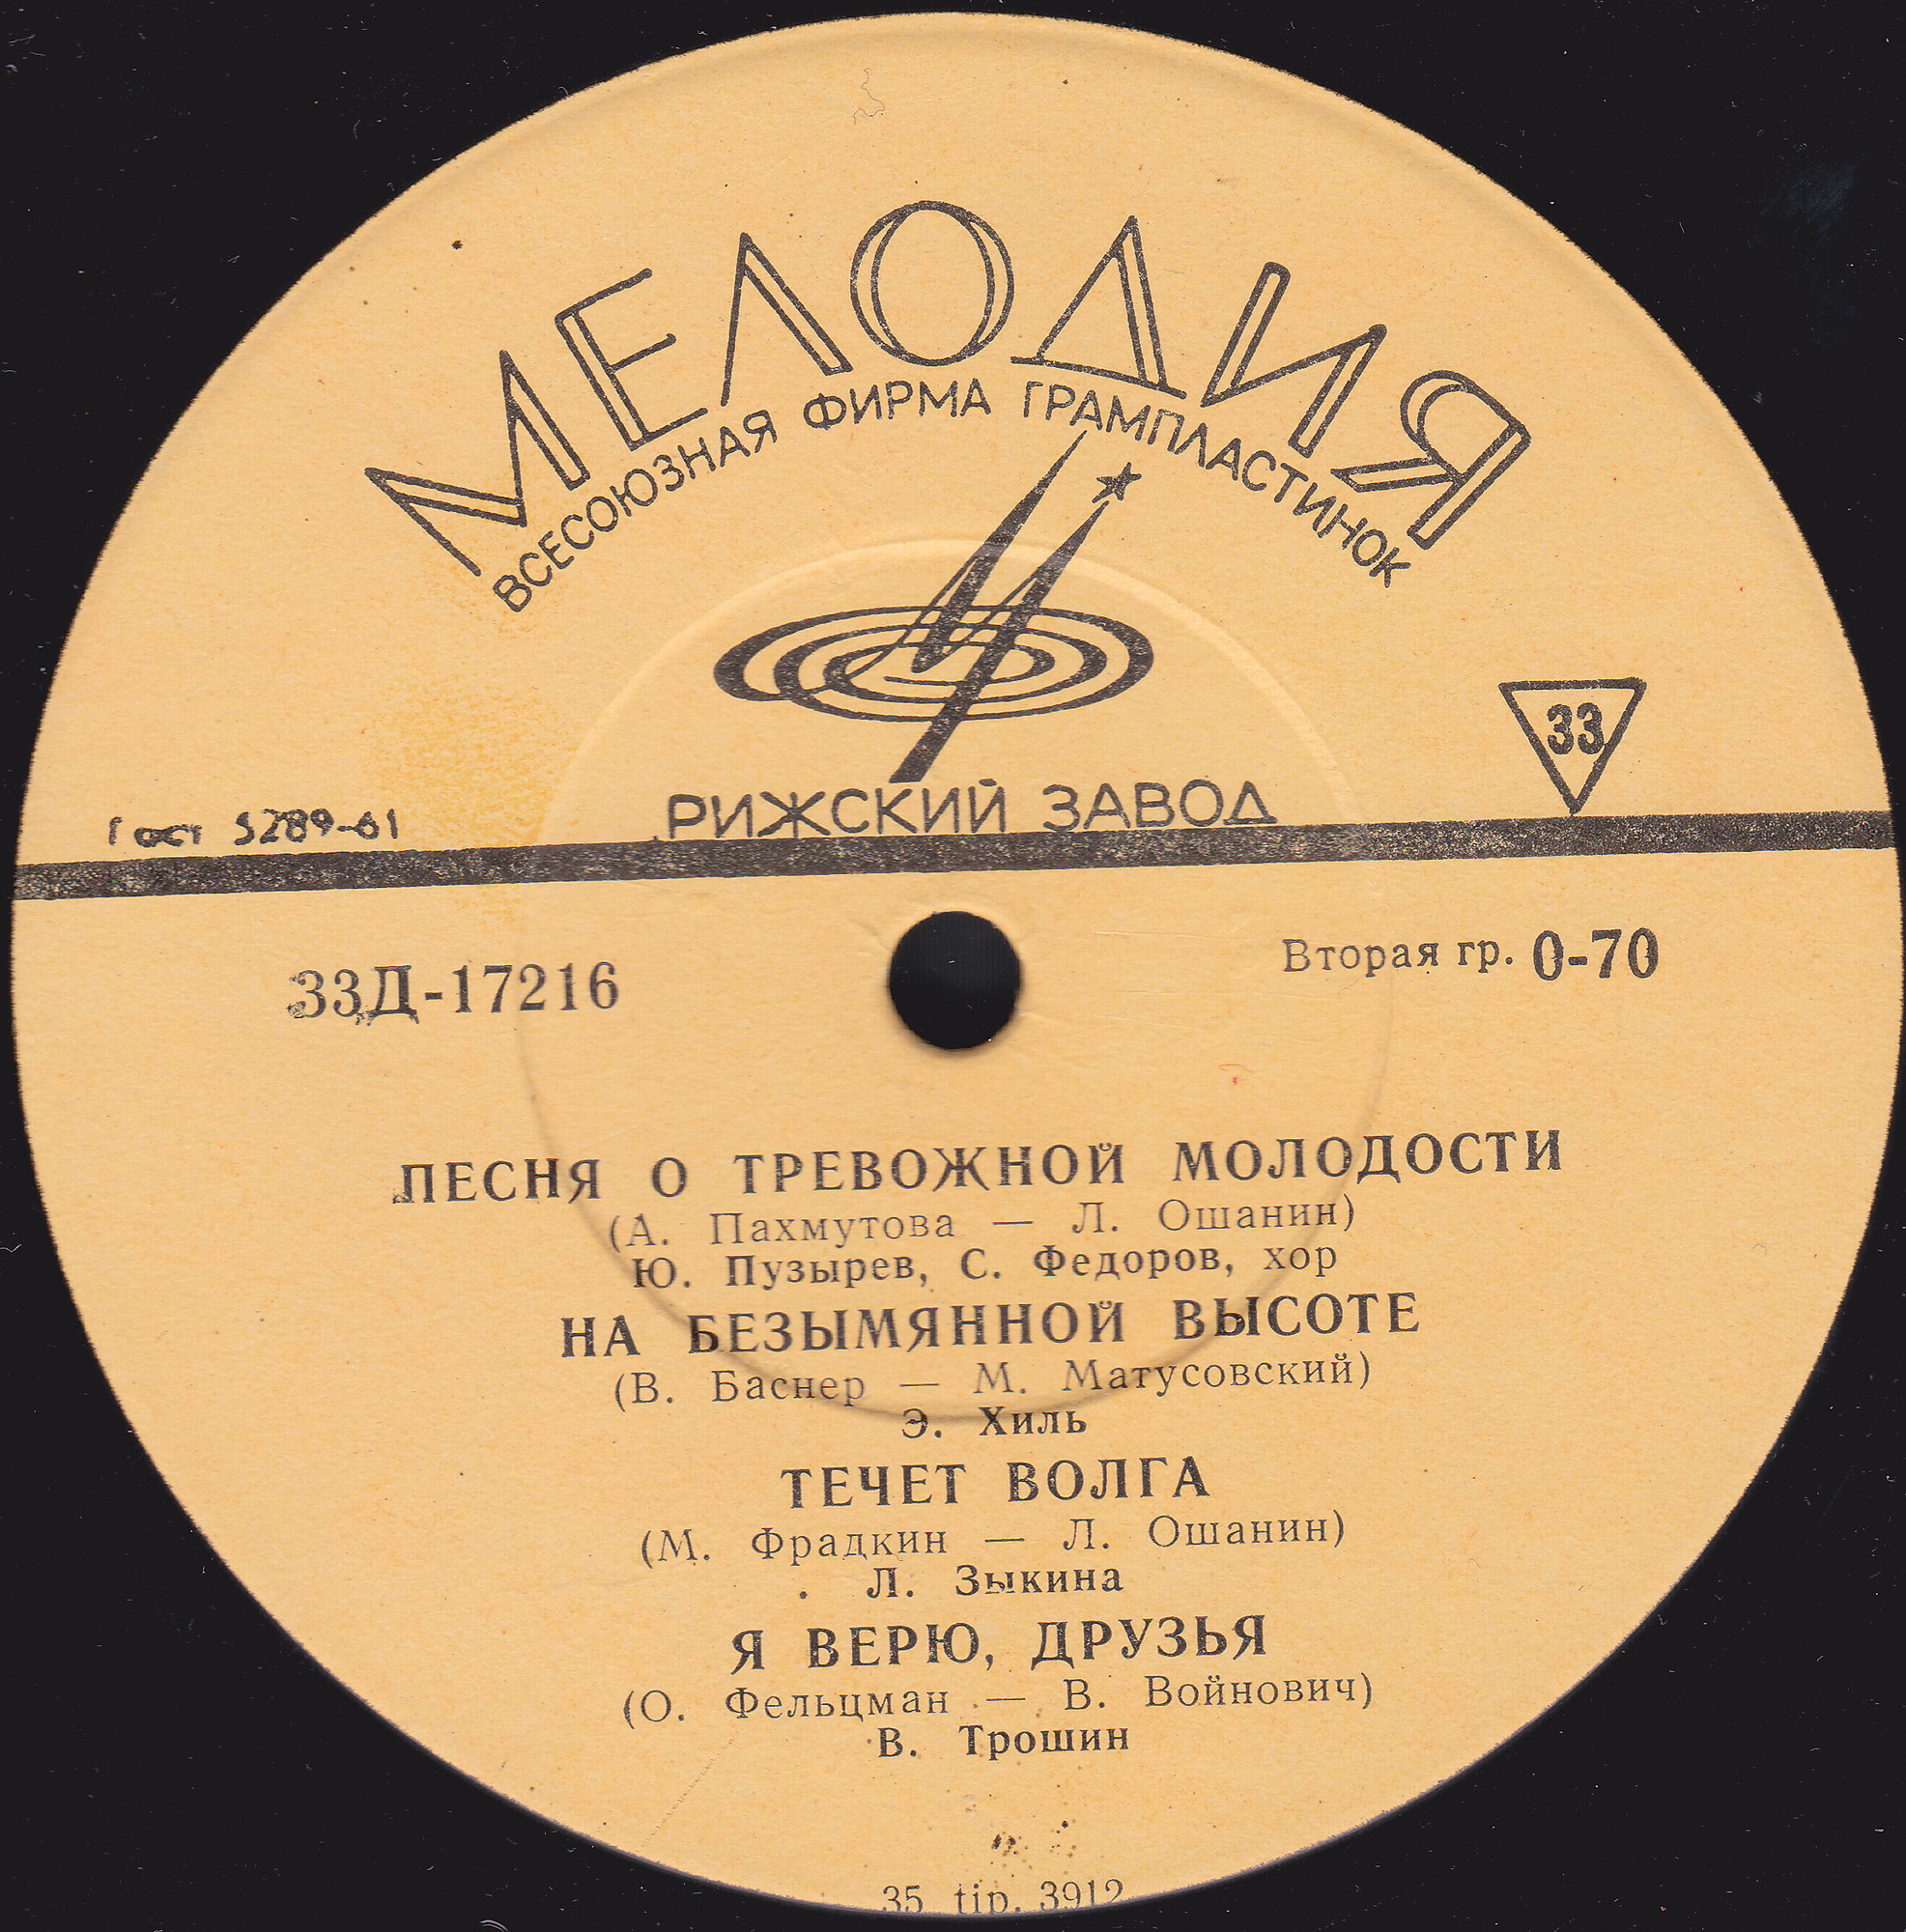 МЕЛОДИЯ
ВСЕСОЮЗНАЯ ФИРМА ГРАМПЛАСТИНОК
33
РИЖСКИЙ ЗАВОД
Гост 5289-61
33Д-17216
Вторая гр. 0-70
ПЕСНЯ О ТРЕВОЖНОЙ МОЛОДОСТИ
(А. Пахмутова — Л. Ошанин)
Ю. Пузырев, С. Федоров, хор
НА БЕЗЫМЯННОЙ ВЫСОТЕ
(В. Баснер — М. Матусовский)
Э. Хиль
ТЕЧЕТ ВОЛГА
(М. Фрадкин — Л. Ошанин)
Л. Зыкина
Я ВЕРЮ, ДРУЗЬЯ
(О. Фельцман — В. Войнович)
В. Трошин
35 tip. 3912